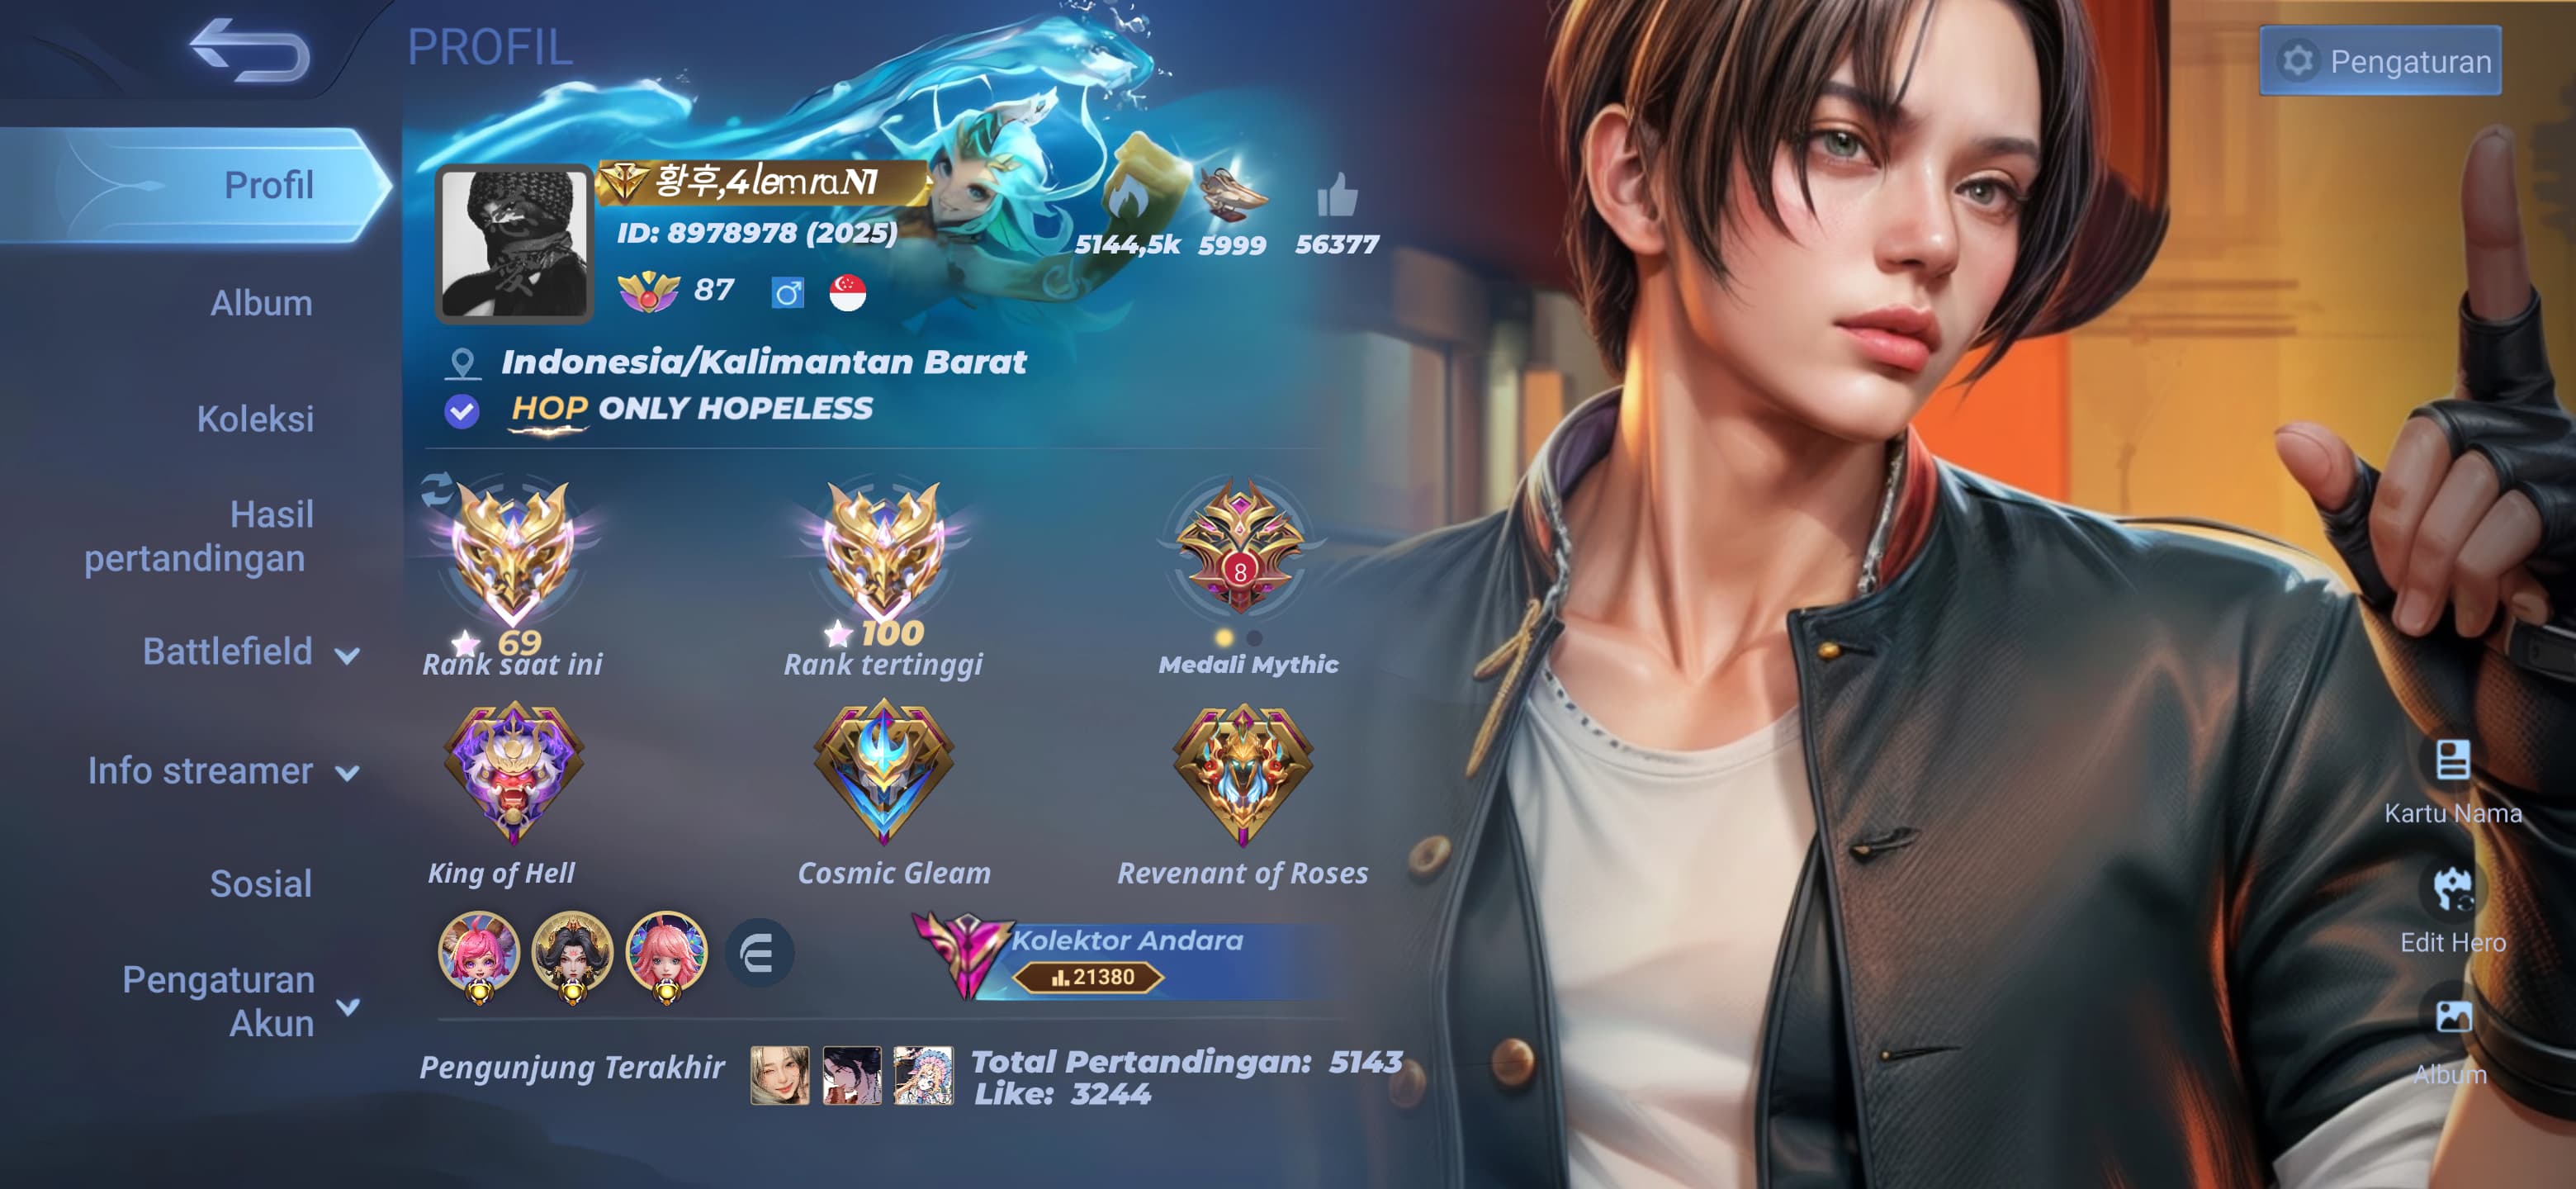 PROFIL
Pengaturan
Profil
Album
Koleksi
Hasil
pertandingan
Battlefield
Info streamer
Sosial
Pengaturan
Akun
황후,4lemraN1
ID: 8978978 (2025)
87
5144,5k
5999
56377
Indonesia/Kalimantan Barat
HOP ONLY HOPELESS
69
Rank saat ini
100
Rank tertinggi
8
Medali Mythic
King of Hell
Cosmic Gleam
Revenant of Roses
Kolektor Andara
21380
Pengunjung Terakhir
Total Pertandingan: 5143
Like: 3244
Kartu Nama
Edit Hero
Album